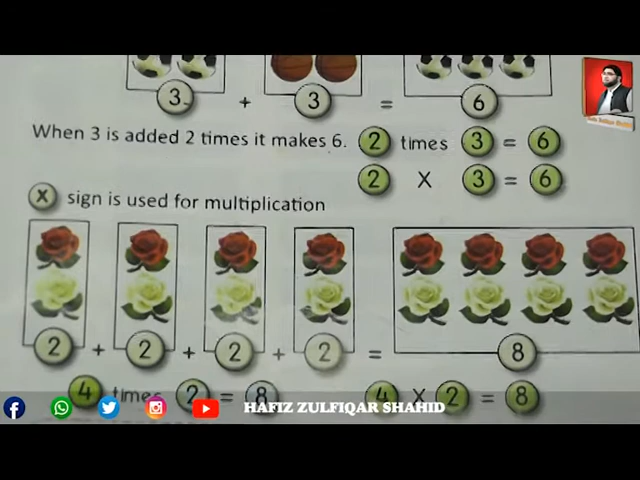 3 + 3 = 6
When 3 is added 2 times it makes 6. 2 times 3 = 6
2 X 3 = 6
X sign is used for multiplication
2 + 2 + 2 + 2 = 8
4 times 2 = 8 4 X 2 = 8
HAFIZ ZULFIQAR SHAHID